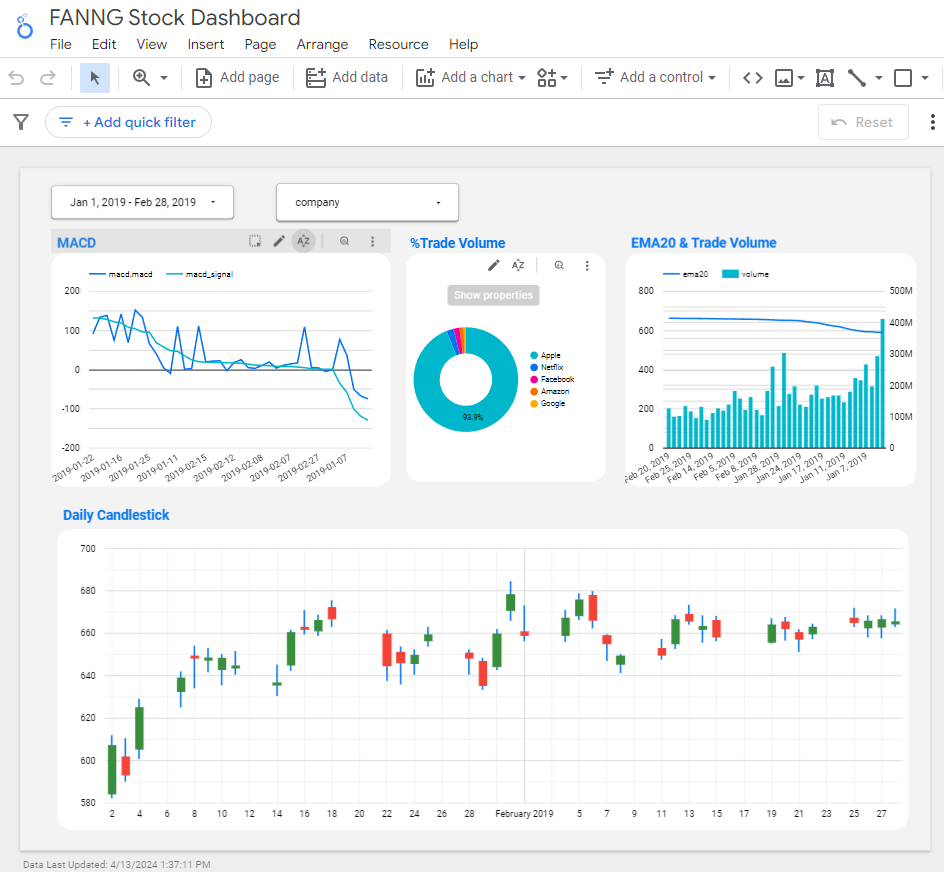 FANNG Stock Dashboard
File Edit View Insert Page Arrange Resource Help
Add page Add data Add a chart Add a control
+ Add quick filter Reset
Jan 1, 2019 - Feb 28, 2019 company
MACD %Trade Volume EMA20 & Trade Volume
macd.macd macd_signal
200
100
0
-100
-200
2019-01-22 2019-01-16 2019-01-25 2019-01-11 2019-02-15 2019-02-12 2019-02-08 2019-02-07 2019-02-27 2019-01-07
Show properties
Apple
Netflix
Facebook
Amazon
Google
93.9%
ema20 volume
800 500M
600 400M
300M
400
200M
200 100M
0 0
Feb 20, 2019 Feb 25, 2019 Feb 14, 2019 Feb 5, 2019 Feb 8, 2019 Jan 28, 2019 Jan 24, 2019 Jan 17, 2019 Jan 11, 2019 Jan 7, 2019
Daily Candlestick
700
680
660
640
620
600
580
2 4 6 8 10 12 14 16 18 20 22 24 26 28 February 2019 5 7 9 11 13 15 17 19 21 23 25 27
Data Last Updated: 4/13/2024 1:37:11 PM